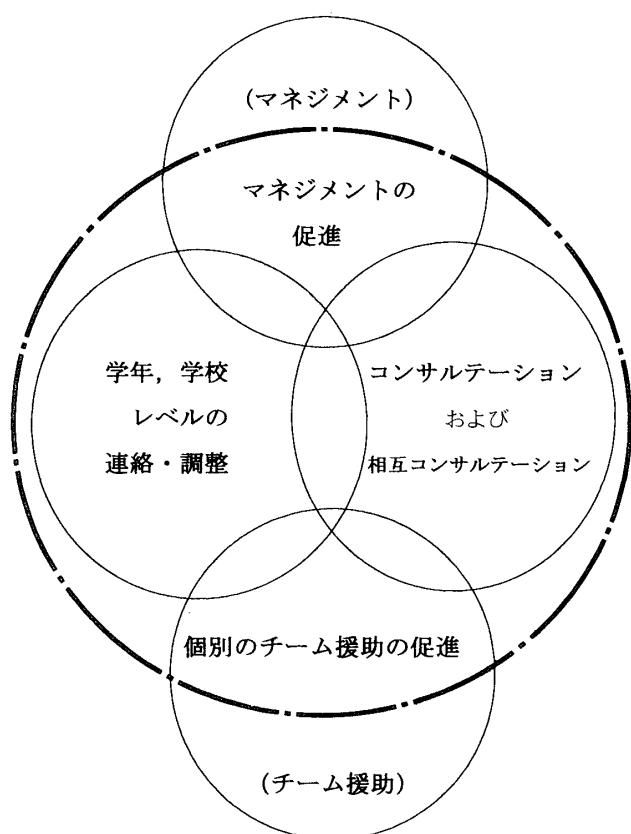 (マネジメント)
マネジメントの
促進
学年，学校
レベルの
連絡・調整
コンサルテーション
および
相互コンサルテーション
個別のチーム援助の促進
(チーム援助)